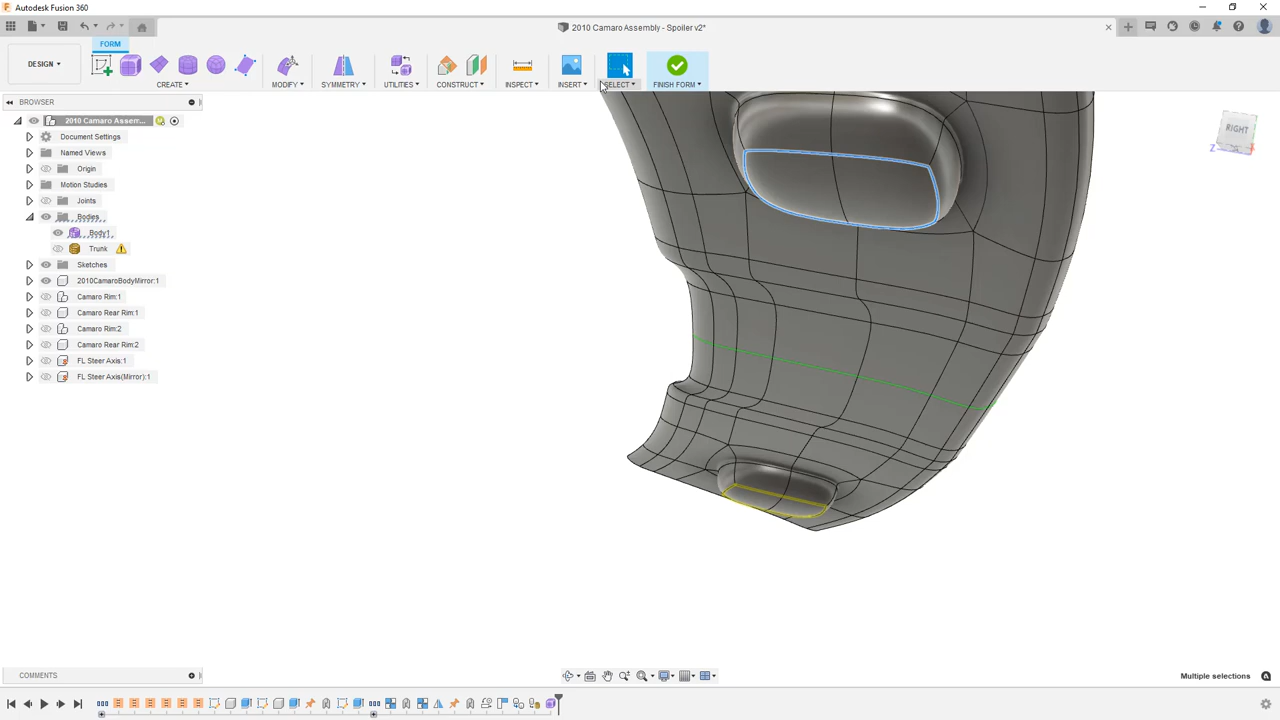 Autodesk Fusion 360
2010 Camaro Assembly - Spoiler v2*
FORM
DESIGN
CREATE
MODIFY
SYMMETRY
UTILITIES
CONSTRUCT
INSPECT
INSERT
SELECT
FINISH FORM
BROWSER
2010 Camaro Assem...
Document Settings
Named Views
Origin
Motion Studies
Joints
Bodies
Body1
Trunk
Sketches
2010CamaroBodyMirror:1
Camaro Rim:1
Camaro Rear Rim:1
Camaro Rim:2
Camaro Rear Rim:2
FL Steer Axis:1
FL Steer Axis(Mirror):1
RIGHT
Z
COMMENTS
Multiple selections